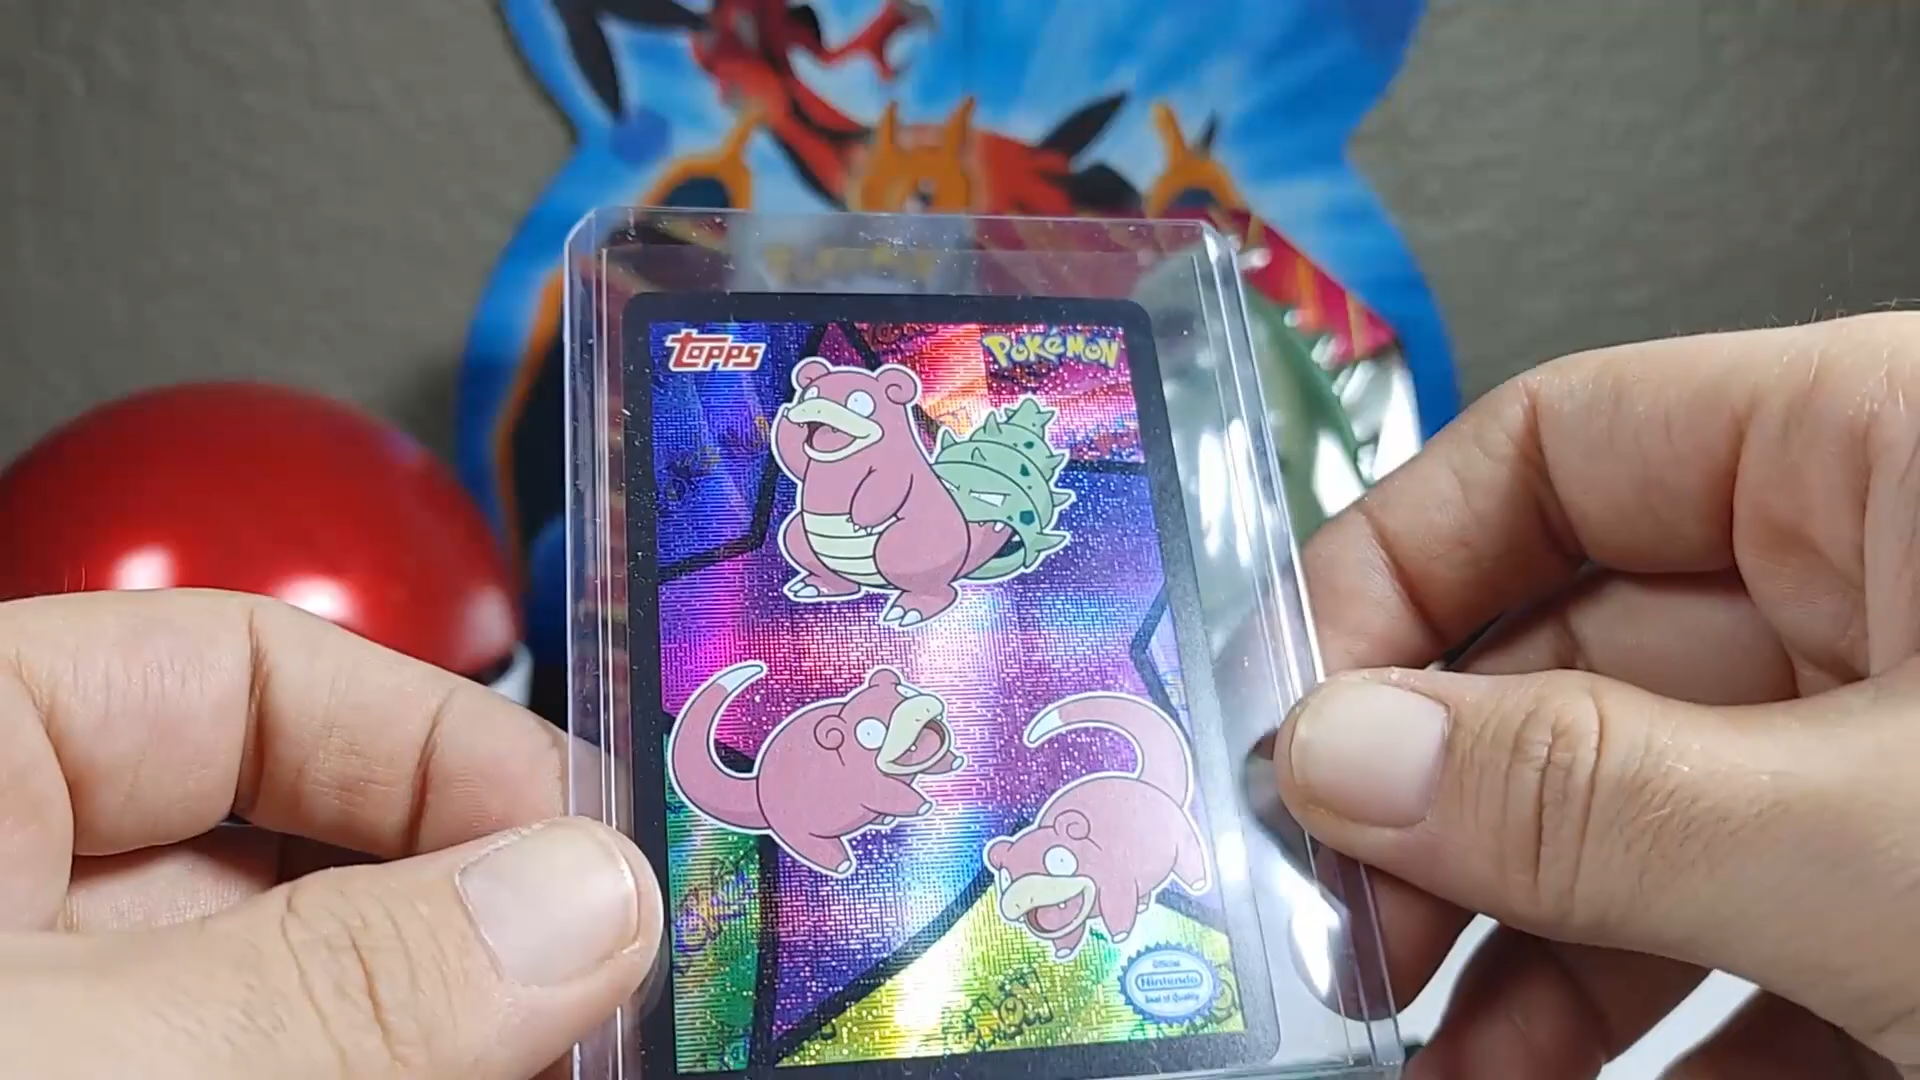 Topps
Pokémon
Official
Nintendo
Seal of Quality